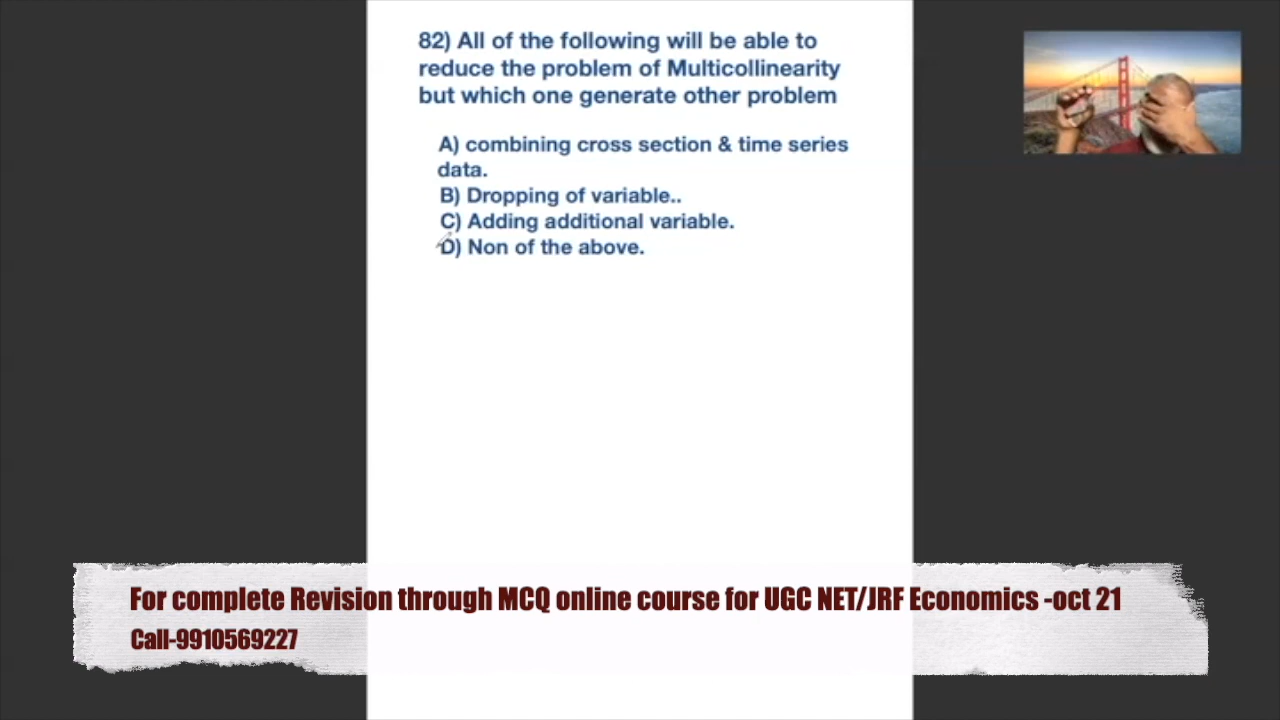 82) All of the following will be able to
reduce the problem of Multicollinearity
but which one generate other problem
A) combining cross section & time series
data.
B) Dropping of variable..
C) Adding additional variable.
D) Non of the above.
For complete Revision through MCQ online course for UGC NET/JRF Economics -oct 21
Call-9910569227